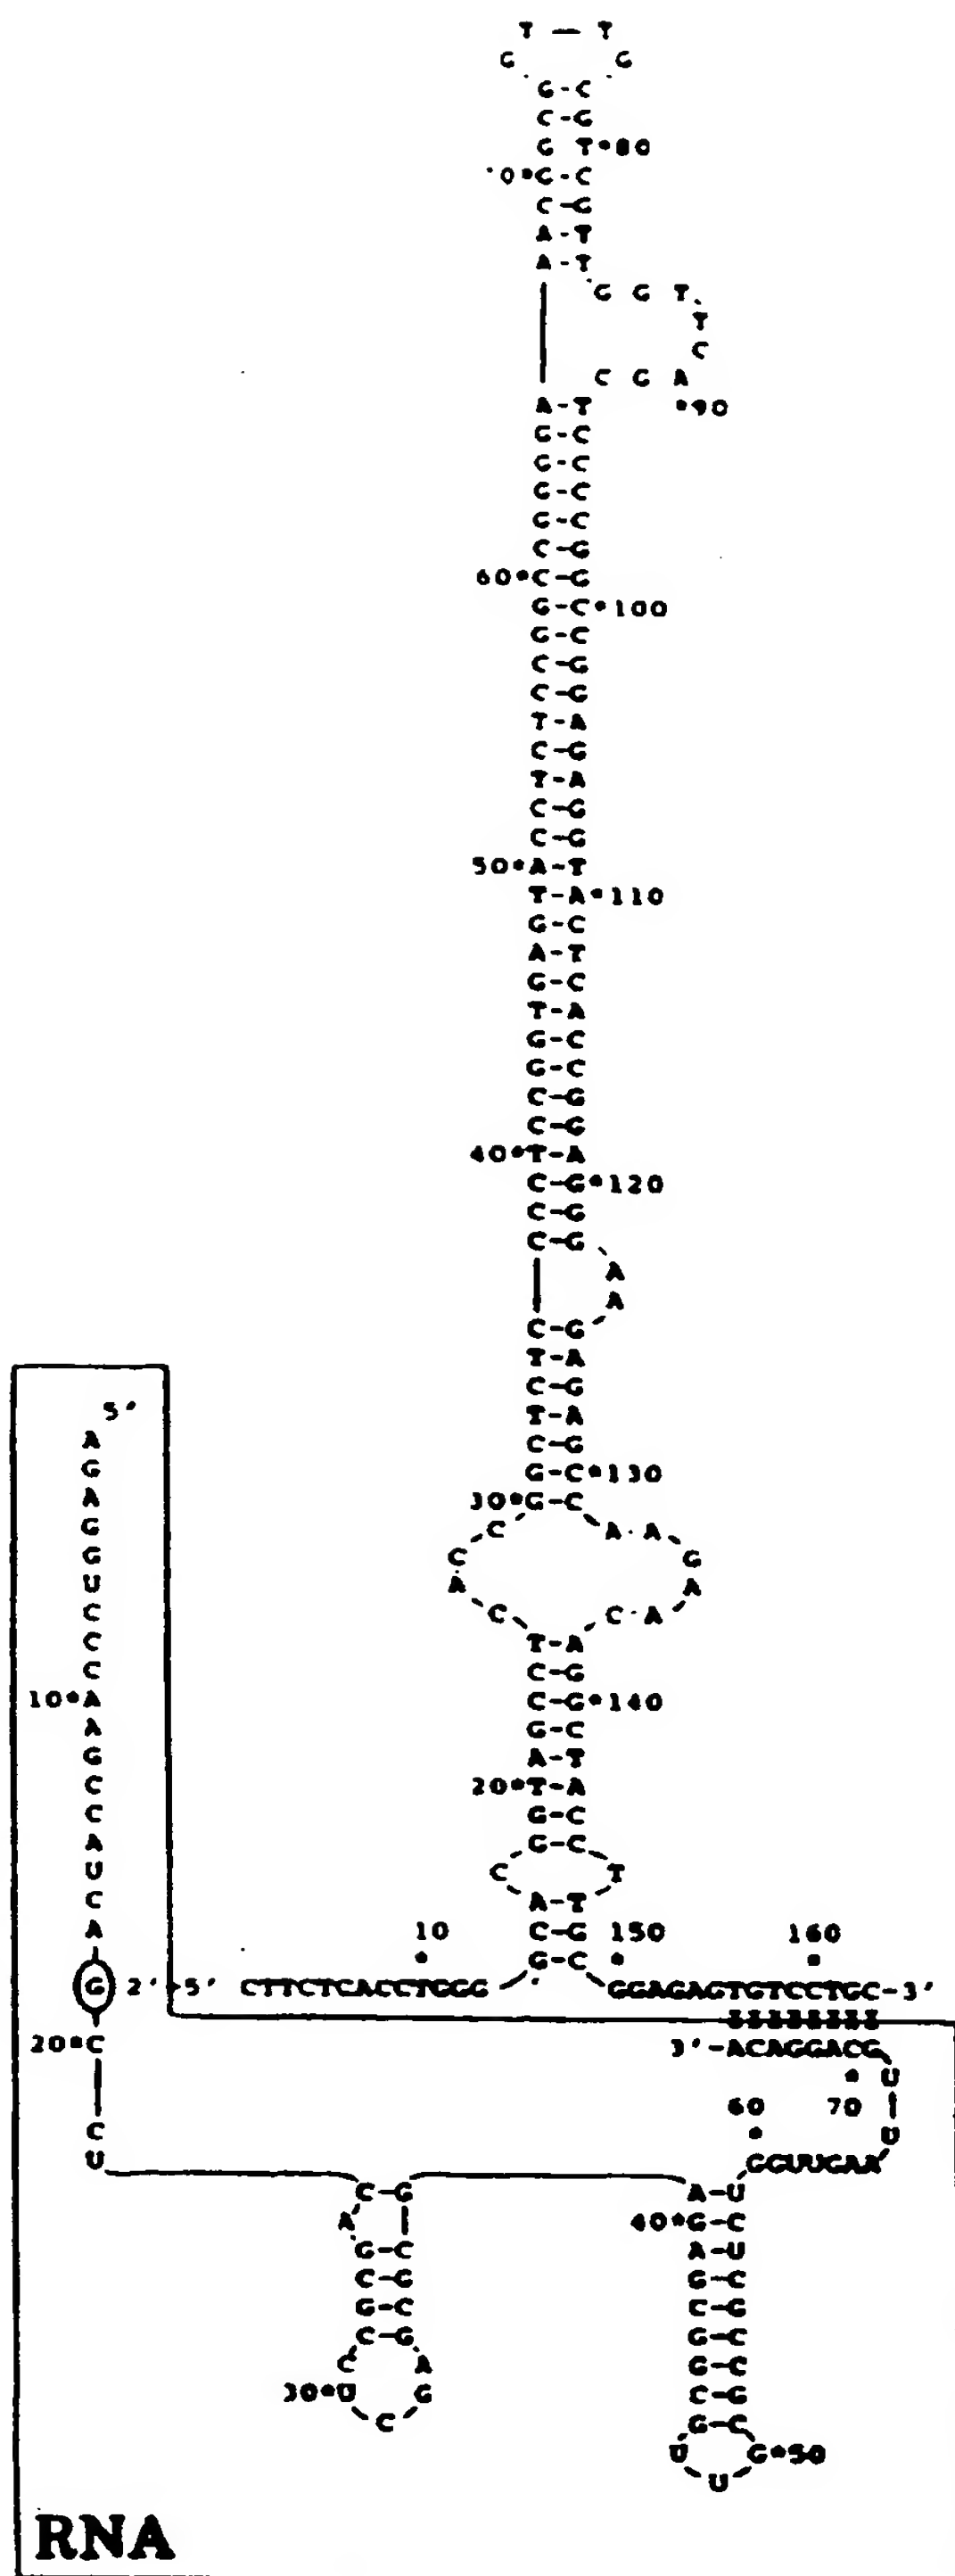 T — T
G G
G-C
C-G
G T*80
0*G-C
C-G
A-T
A-T
G G T
T
C
C G A
*90
A-T
G-C
G-C
G-C
G-C
C-G
60*C-G
G-C*100
G-C
C-G
C-G
T-A
C-G
T-A
C-G
C-G
50*A-T
T-A*110
G-C
A-T
G-C
T-A
G-C
G-C
C-G
C-G
40*T-A
C-G*120
C-G
C-G
A
A
C-G
T-A
C-G
T-A
C-G
G-C*130
30*G-C
C C A A
C G
A A
C C A
T-A
C-G
C-G*140
G-C
A-T
20*T-A
G-C
G-C
C T
A-T
C-G
G-C
10 150 160
* * *
5'
A
G
A
G
G
U
C
C
C
10*A
A
G
C
C
A
U
C
A
G 2'-5' CTTCTCACCTGGG GGAGAGTGTCCTGC-3'
20*C 3'-ACAGGACG
* U
60 70
* U
GGUUGAA
C
U
C-G
A
G-C
C-G
G-C
C-G
C A
30*U G
C
A-U
40*G-C
A-U
G-C
C-G
G-C
G-C
C-G
G-C
U G*50
U
RNA